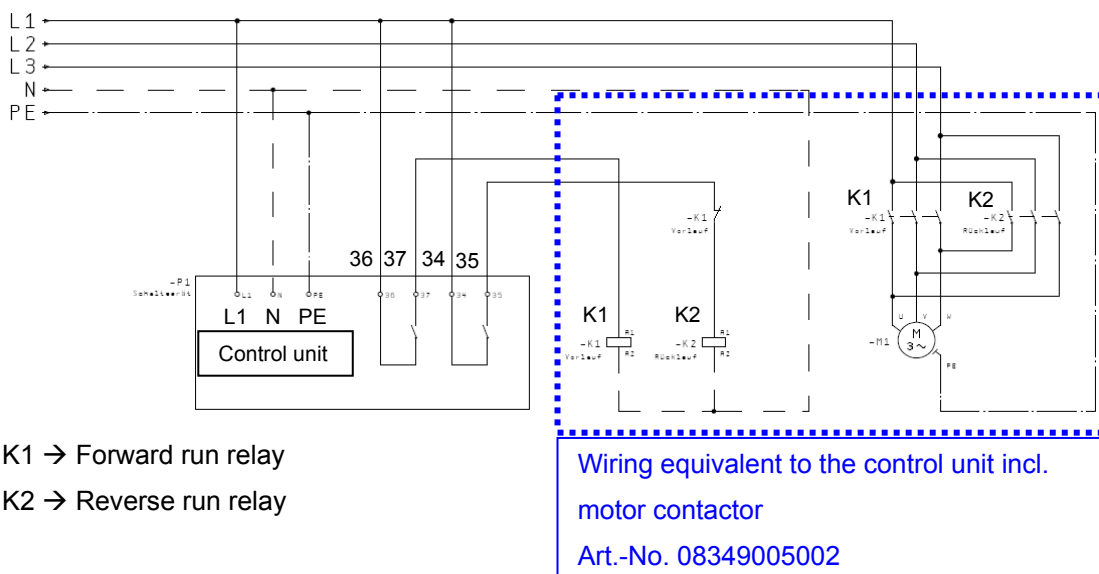 L1
L2
L3
N
PE
K1
K2
-K1
Vorlauf
-K1
Vorlauf
-K2
Rücklauf
36 37 34 35
-P1
Schaltgerät
L1 N PE 36 37 34 35
L1 N PE
Control unit
K1
K2
-K1
Vorlauf
A1
A2
-K2
Rücklauf
A1
A2
U V W
-M1
M
3~
PE
K1 → Forward run relay
K2 → Reverse run relay
Wiring equivalent to the control unit incl.
motor contactor
Art.-No. 08349005002